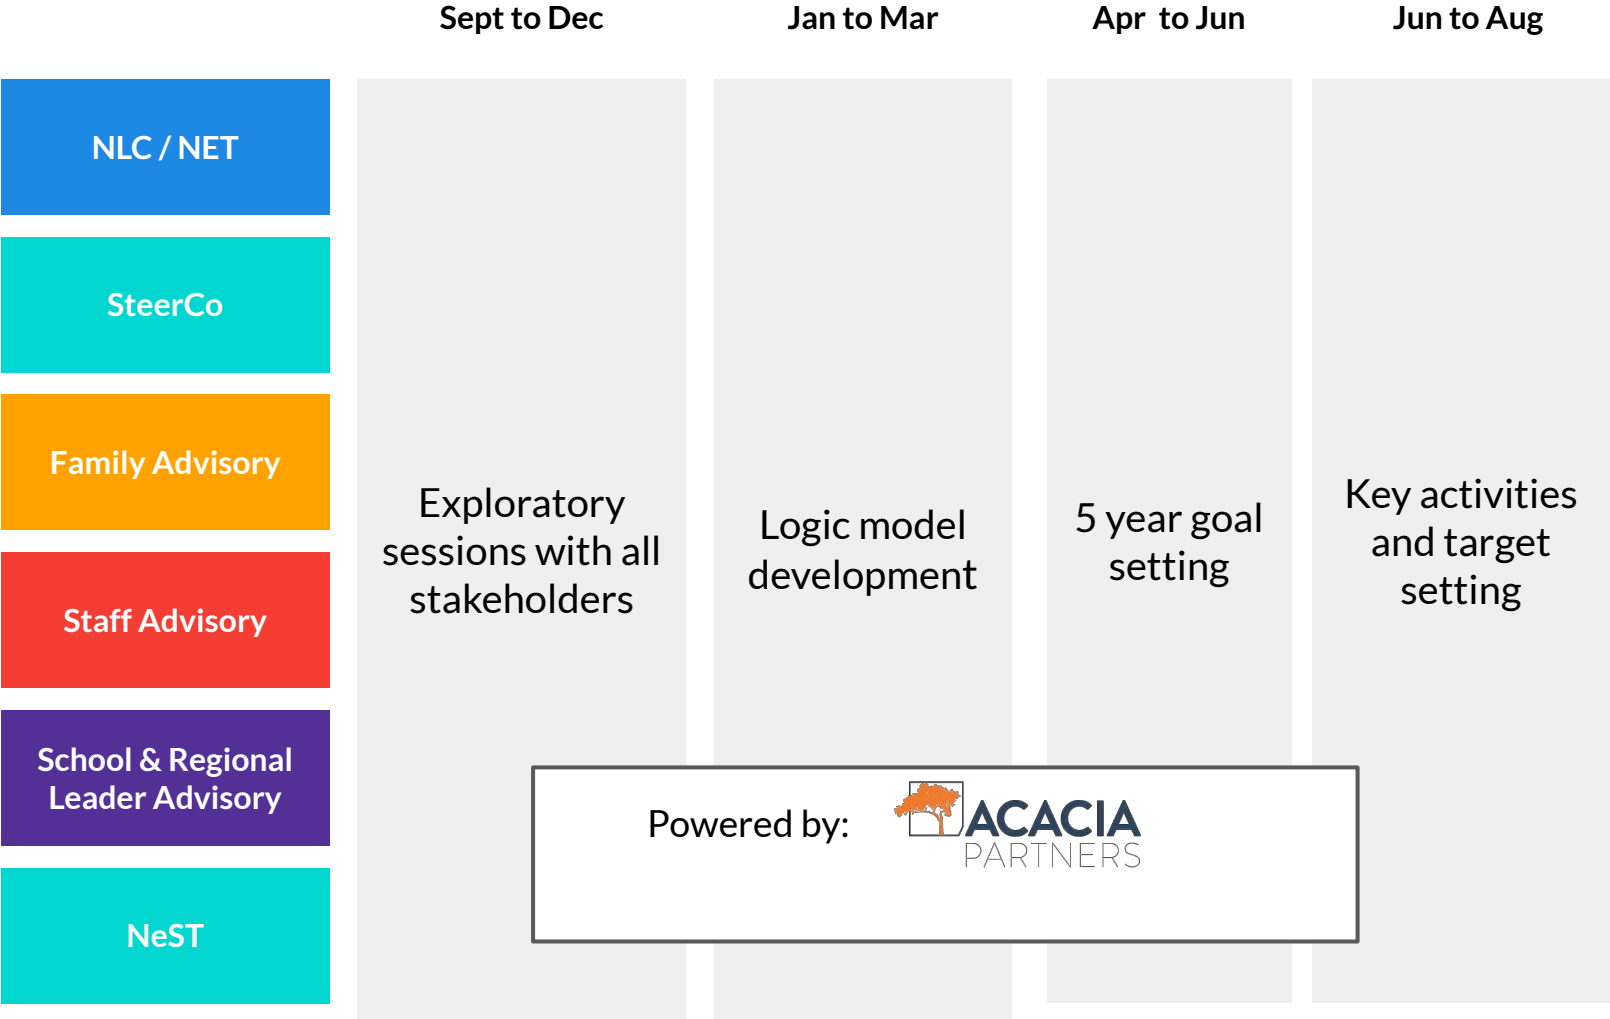 Sept to Dec
Jan to Mar
Apr  to Jun
Jun to Aug
NLC / NET
SteerCo
Family Advisory
Staff Advisory
School & Regional
Leader Advisory
NeST
Exploratory
sessions with all
stakeholders
Logic model
development
5 year goal
setting
Key activities
and target
setting
Powered by:
ACACIA
PARTNERS